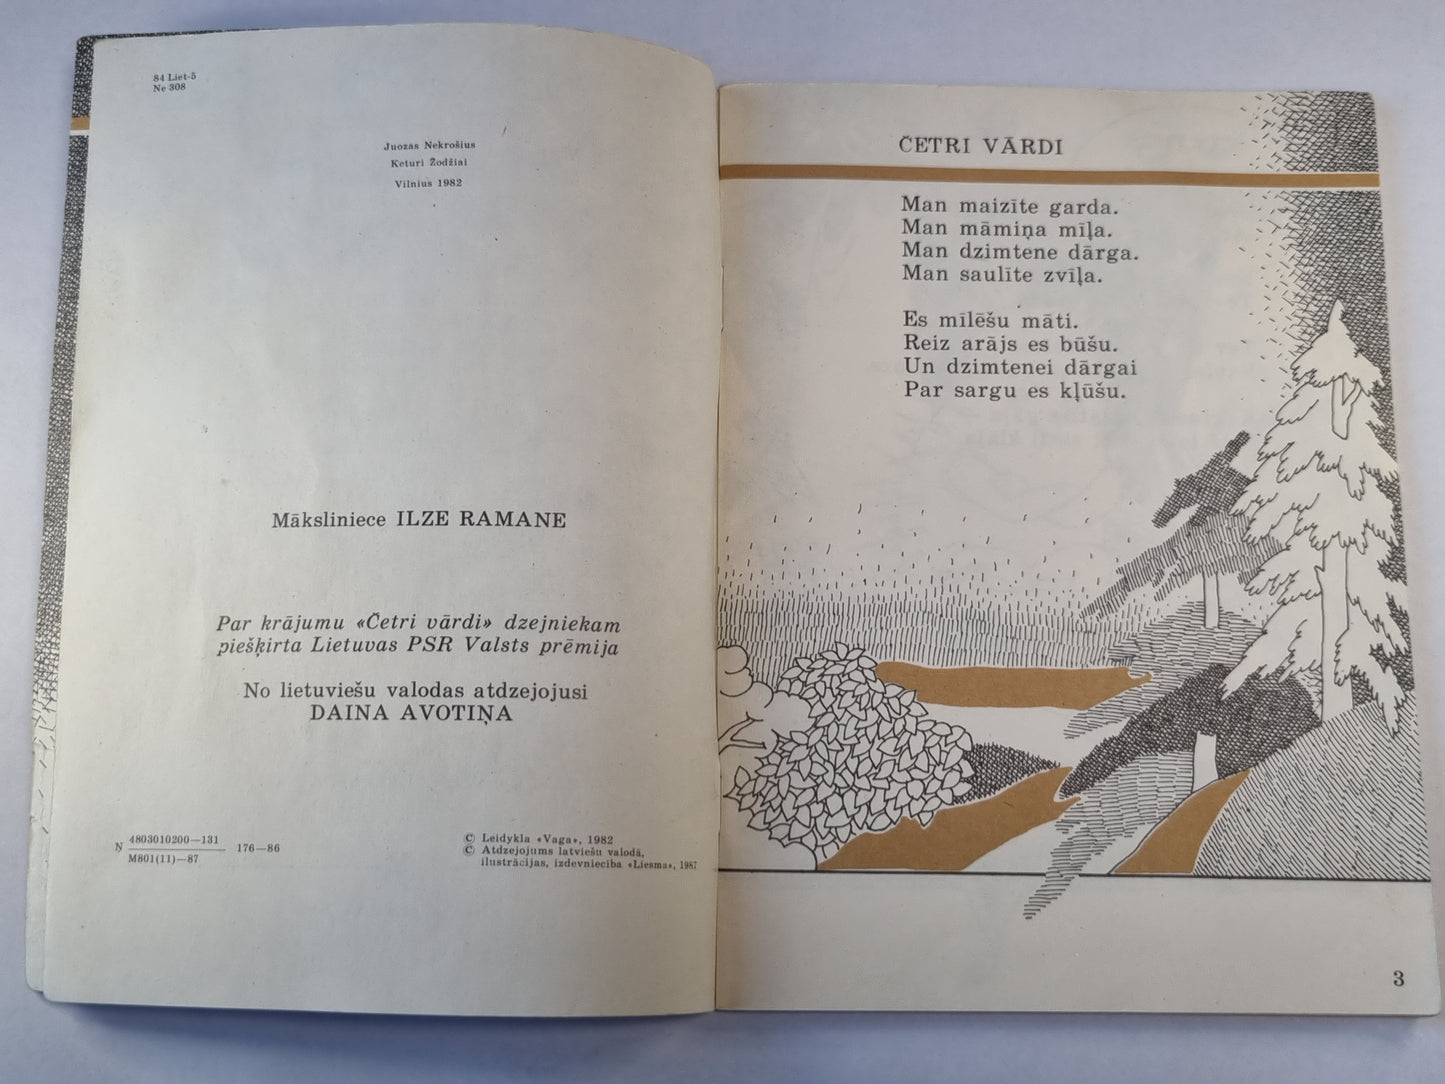 84 Liet-5
Ne 308
Juozas Nekrošius
Keturi Žodžiai
Vilnius 1982
Māksliniece ILZE RAMANE
Par krājumu «Četri vārdi» dzejniekam
piešķirta Lietuvas PSR Valsts prēmija
No lietuviešu valodas atdzejojusi
DAINA AVOTIŅA
Ņ 4803010200—131 176—86
M801(11)—87
© Leidykla «Vaga», 1982
© Atdzejojums latviešu valodā,
ilustrācijas, izdevniecība «Liesma», 1987
ČETRI VĀRDI
Man maizīte garda.
Man māmiņa mīļa.
Man dzimtene dārga.
Man saulīte zvīļa.
Es mīlēšu māti.
Reiz arājs es būšu.
Un dzimtenei dārgai
Par sargu es kļūšu.
3